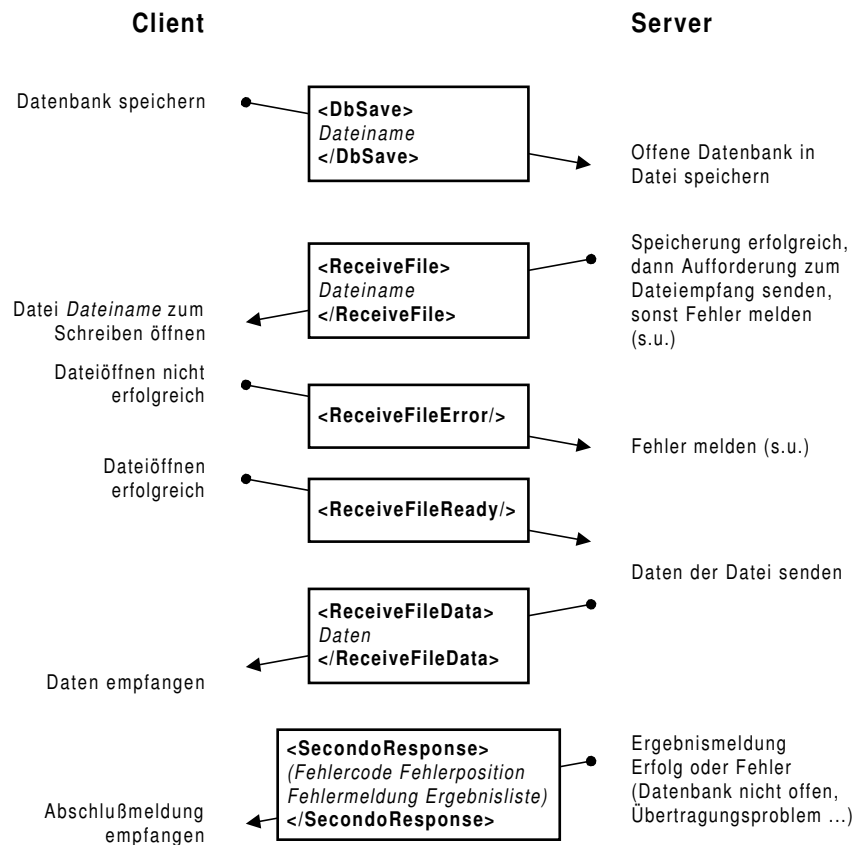 Client
Server
Datenbank speichern
<DbSave>
Dateiname
</DbSave>
Offene Datenbank in
Datei speichern
Speicherung erfolgreich,
dann Aufforderung zum
Dateiempfang senden,
sonst Fehler melden
(s.u.)
<ReceiveFile>
Dateiname
</ReceiveFile>
Datei Dateiname zum
Schreiben öffnen
Dateiöffnen nicht
erfolgreich
<ReceiveFileError/>
Fehler melden (s.u.)
Dateiöffnen
erfolgreich
<ReceiveFileReady/>
Daten der Datei senden
<ReceiveFileData>
Daten
</ReceiveFileData>
Daten empfangen
Ergebnismeldung
Erfolg oder Fehler
(Datenbank nicht offen,
Übertragungsproblem ...)
<SecondoResponse>
(Fehlercode Fehlerposition
Fehlermeldung Ergebnisliste)
</SecondoResponse>
Abschlußmeldung
empfangen